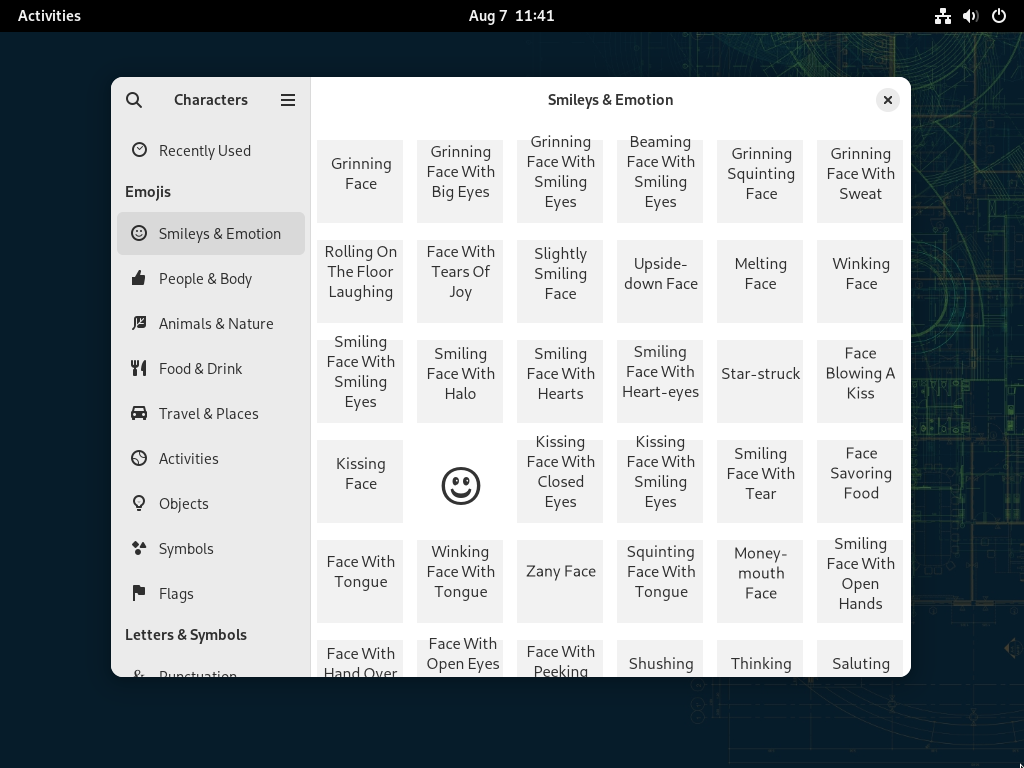 Activities
Aug 7  11:41
Characters
Smileys & Emotion
Recently Used
Emojis
Smileys & Emotion
People & Body
Animals & Nature
Food & Drink
Travel & Places
Activities
Objects
Symbols
Flags
Letters & Symbols
Punctuation
Grinning
Face
Grinning
Face With
Big Eyes
Grinning
Face With
Smiling
Eyes
Beaming
Face With
Smiling
Eyes
Grinning
Squinting
Face
Grinning
Face With
Sweat
Rolling On
The Floor
Laughing
Face With
Tears Of
Joy
Slightly
Smiling
Face
Upside-
down Face
Melting
Face
Winking
Face
Smiling
Face With
Smiling
Eyes
Smiling
Face With
Halo
Smiling
Face With
Hearts
Smiling
Face With
Heart-eyes
Star-struck
Face
Blowing A
Kiss
Kissing
Face
Kissing
Face With
Closed
Eyes
Kissing
Face With
Smiling
Eyes
Smiling
Face With
Tear
Face
Savoring
Food
Face With
Tongue
Winking
Face With
Tongue
Zany Face
Squinting
Face With
Tongue
Money-
mouth
Face
Smiling
Face With
Open
Hands
Face With
Hand Over
Face With
Open Eyes
Face With
Peeking
Shushing
Thinking
Saluting